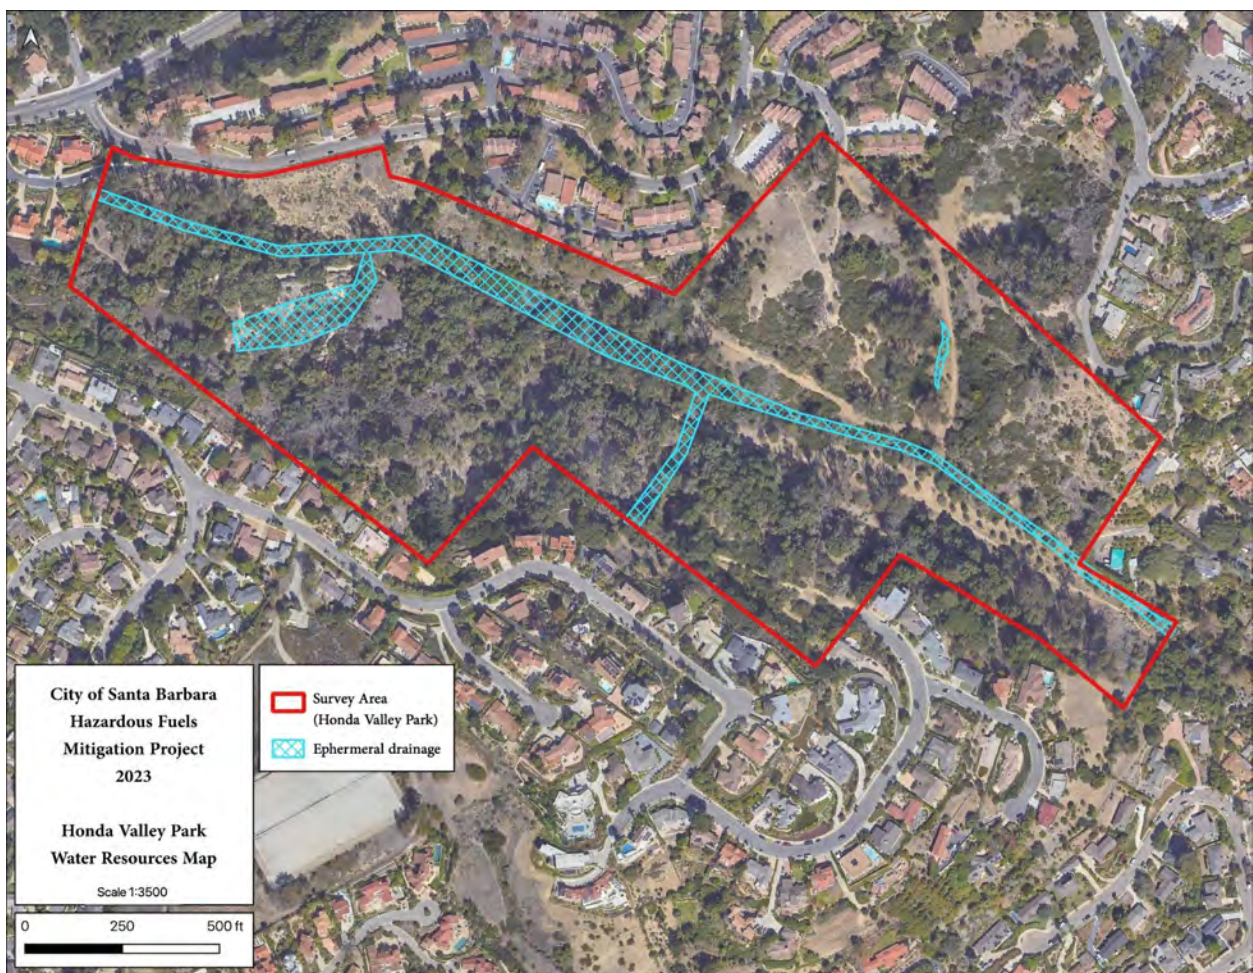 City of Santa Barbara
Hazardous Fuels
Mitigation Project
2023
Honda Valley Park
Water Resources Map
Scale 1:3500
0 250 500 ft
Survey Area
(Honda Valley Park)
Ephermeral drainage